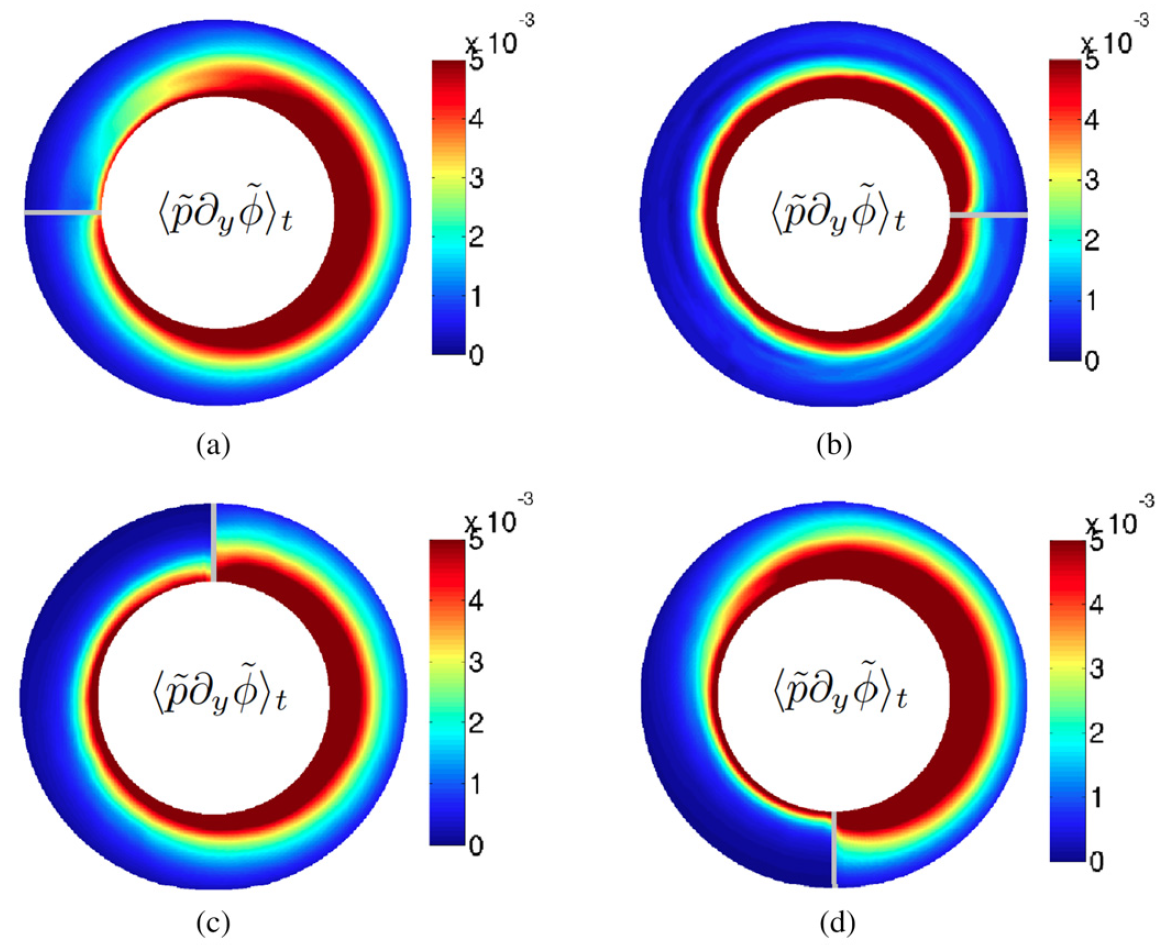 x 10-3
5
4
3
2
1
0
⟨p̃∂yϕ̃⟩t
(a)
x 10-3
5
4
3
2
1
0
⟨p̃∂yϕ̃⟩t
(b)
x 10-3
5
4
3
2
1
0
⟨p̃∂yϕ̃⟩t
(c)
x 10-3
5
4
3
2
1
0
⟨p̃∂yϕ̃⟩t
(d)